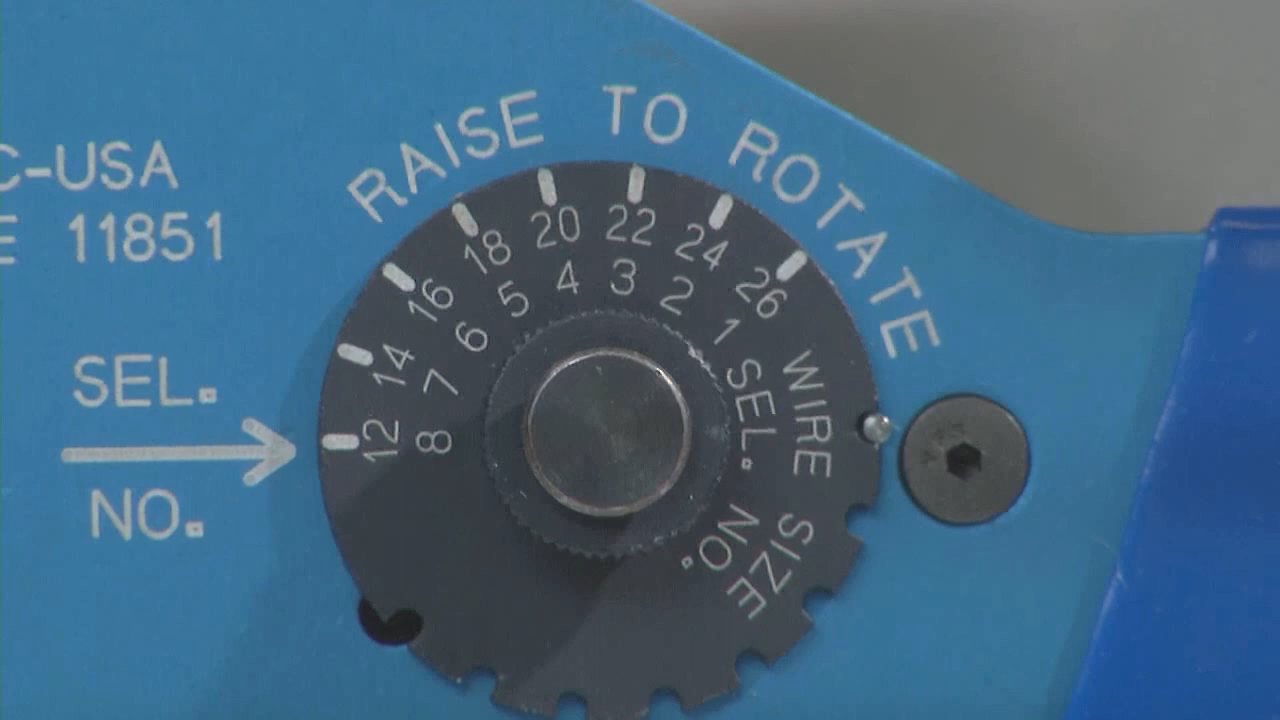 RAISE TO ROTATE
C-USA
E 11851
SEL.
NO.
12 14 16 18 20 22 24 26 WIRE SIZE
8 7 6 5 4 3 2 1 SEL. NO.